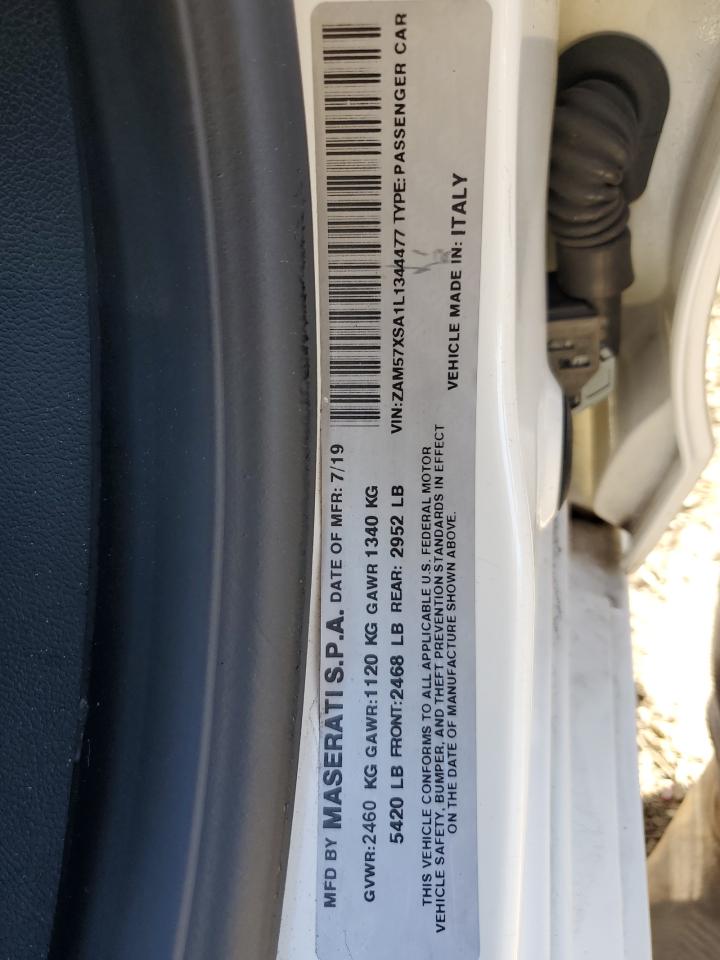 MFD BY MASERATI S.P.A. DATE OF MFR: 7/19
GVWR:2460 KG GAWR:1120 KG GAWR 1340 KG
5420 LB FRONT:2468 LB REAR: 2952 LB
VIN:ZAM57XSA1L1344477 TYPE:PASSENGER CAR
THIS VEHICLE CONFORMS TO ALL APPLICABLE U.S. FEDERAL MOTOR
VEHICLE SAFETY, BUMPER, AND THEFT PREVENTION STANDARDS IN EFFECT
ON THE DATE OF MANUFACTURE SHOWN ABOVE.
VEHICLE MADE IN: ITALY